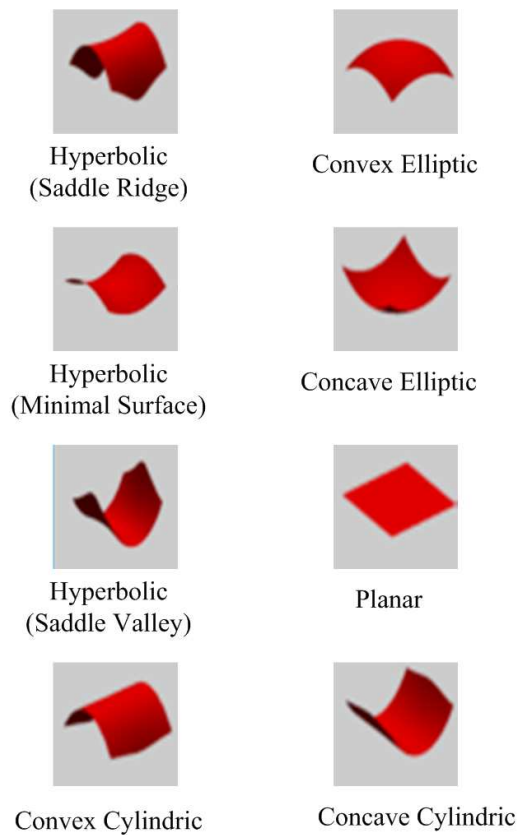 Hyperbolic
(Saddle Ridge)
Convex Elliptic
Hyperbolic
(Minimal Surface)
Concave Elliptic
Hyperbolic
(Saddle Valley)
Planar
Convex Cylindric
Concave Cylindric